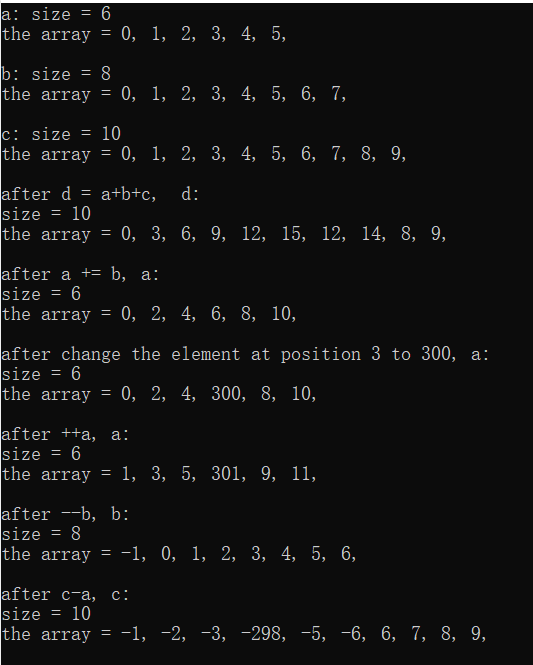 a: size = 6
the array = 0, 1, 2, 3, 4, 5,
b: size = 8
the array = 0, 1, 2, 3, 4, 5, 6, 7,
c: size = 10
the array = 0, 1, 2, 3, 4, 5, 6, 7, 8, 9,
after d = a+b+c,  d:
size = 10
the array = 0, 3, 6, 9, 12, 15, 12, 14, 8, 9,
after a += b, a:
size = 6
the array = 0, 2, 4, 6, 8, 10,
after change the element at position 3 to 300, a:
size = 6
the array = 0, 2, 4, 300, 8, 10,
after ++a, a:
size = 6
the array = 1, 3, 5, 301, 9, 11,
after --b, b:
size = 8
the array = -1, 0, 1, 2, 3, 4, 5, 6,
after c-a, c:
size = 10
the array = -1, -2, -3, -298, -5, -6, 6, 7, 8, 9,